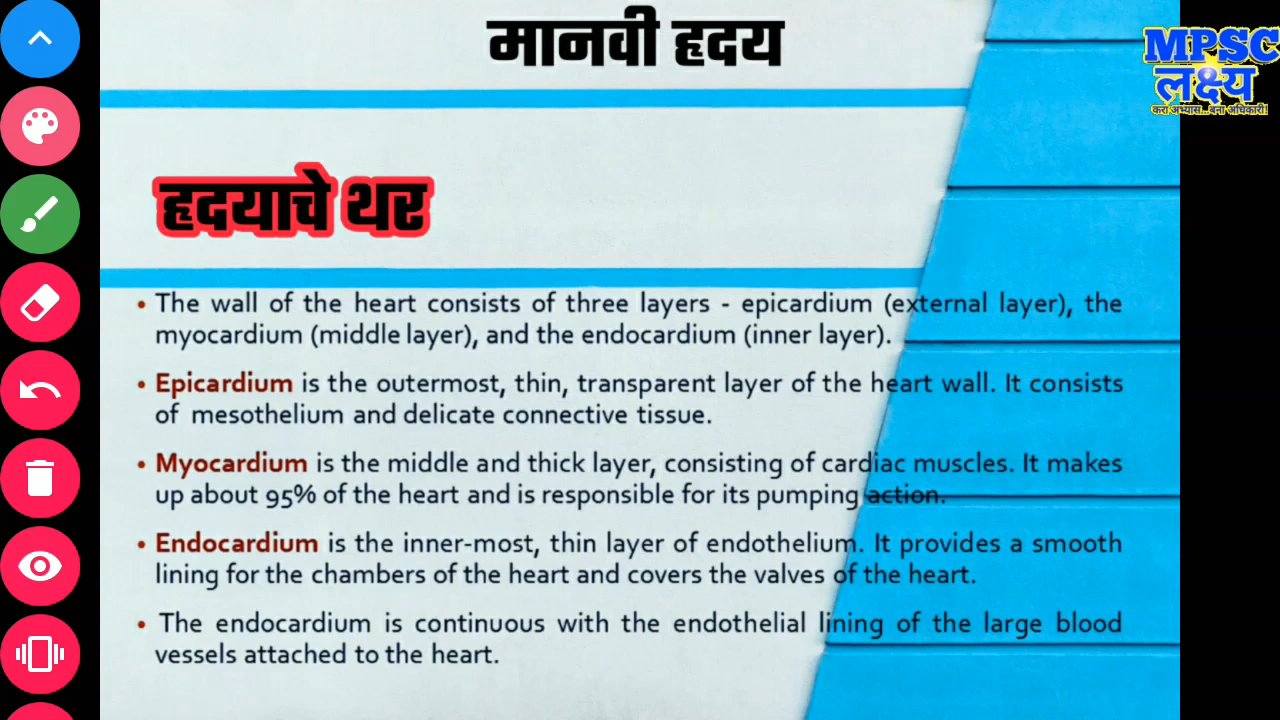 मानवी हृदय
MPSC
लक्ष्य
करा अभ्यास...बना अधिकारी!
हृदयाचे थर
• The wall of the heart consists of three layers - epicardium (external layer), the
myocardium (middle layer), and the endocardium (inner layer).
• Epicardium is the outermost, thin, transparent layer of the heart wall. It consists
of mesothelium and delicate connective tissue.
• Myocardium is the middle and thick layer, consisting of cardiac muscles. It makes
up about 95% of the heart and is responsible for its pumping action.
• Endocardium is the inner-most, thin layer of endothelium. It provides a smooth
lining for the chambers of the heart and covers the valves of the heart.
• The endocardium is continuous with the endothelial lining of the large blood
vessels attached to the heart.